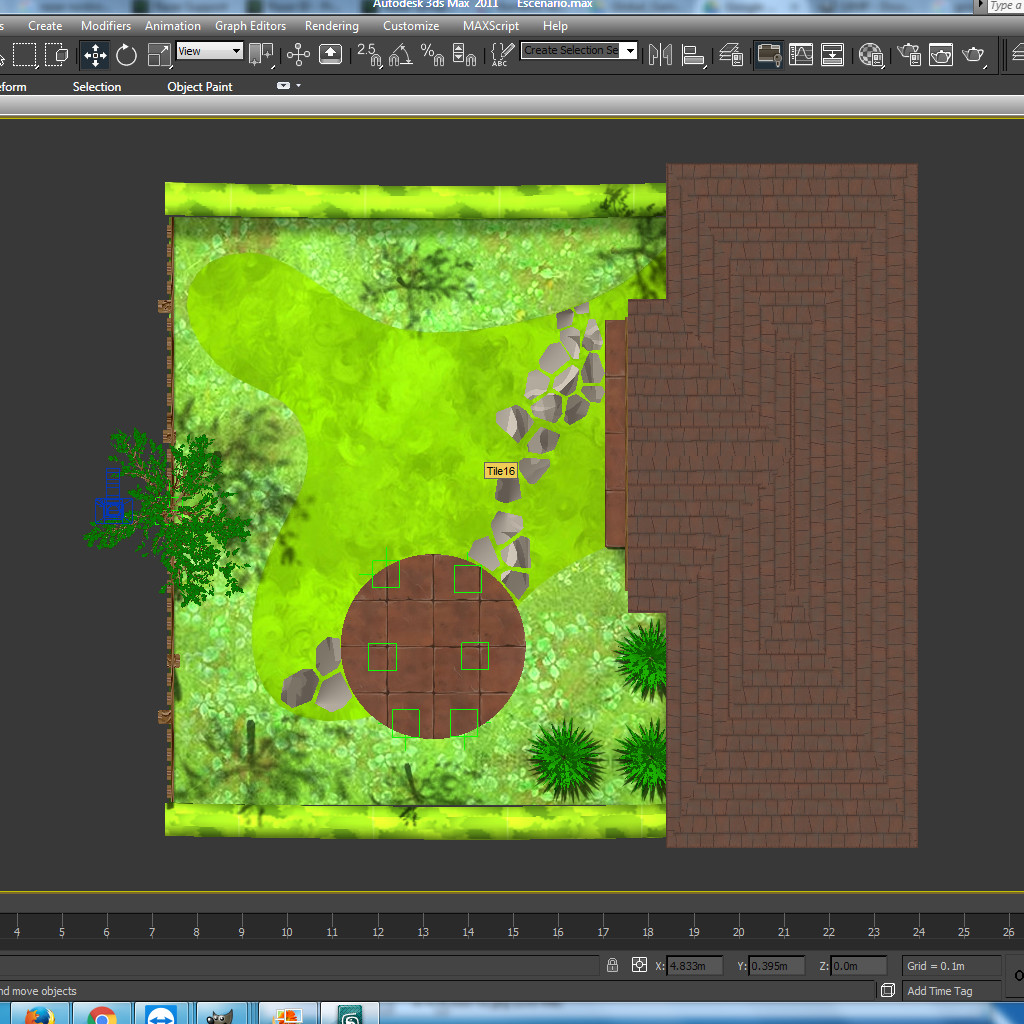 Autodesk 3ds Max 2011 Escenario.max
Type a
Create Modifiers Animation Graph Editors Rendering Customize MAXScript Help
View
2.5
ABC
Create Selection Se
Selection Object Paint
Tile16
4 5 6 7 8 9 10 11 12 13 14 15 16 17 18 19 20 21 22 23 24 25 26
X: 4.833m Y: 0.395m Z: 0.0m Grid = 0.1m
nd move objects
Add Time Tag